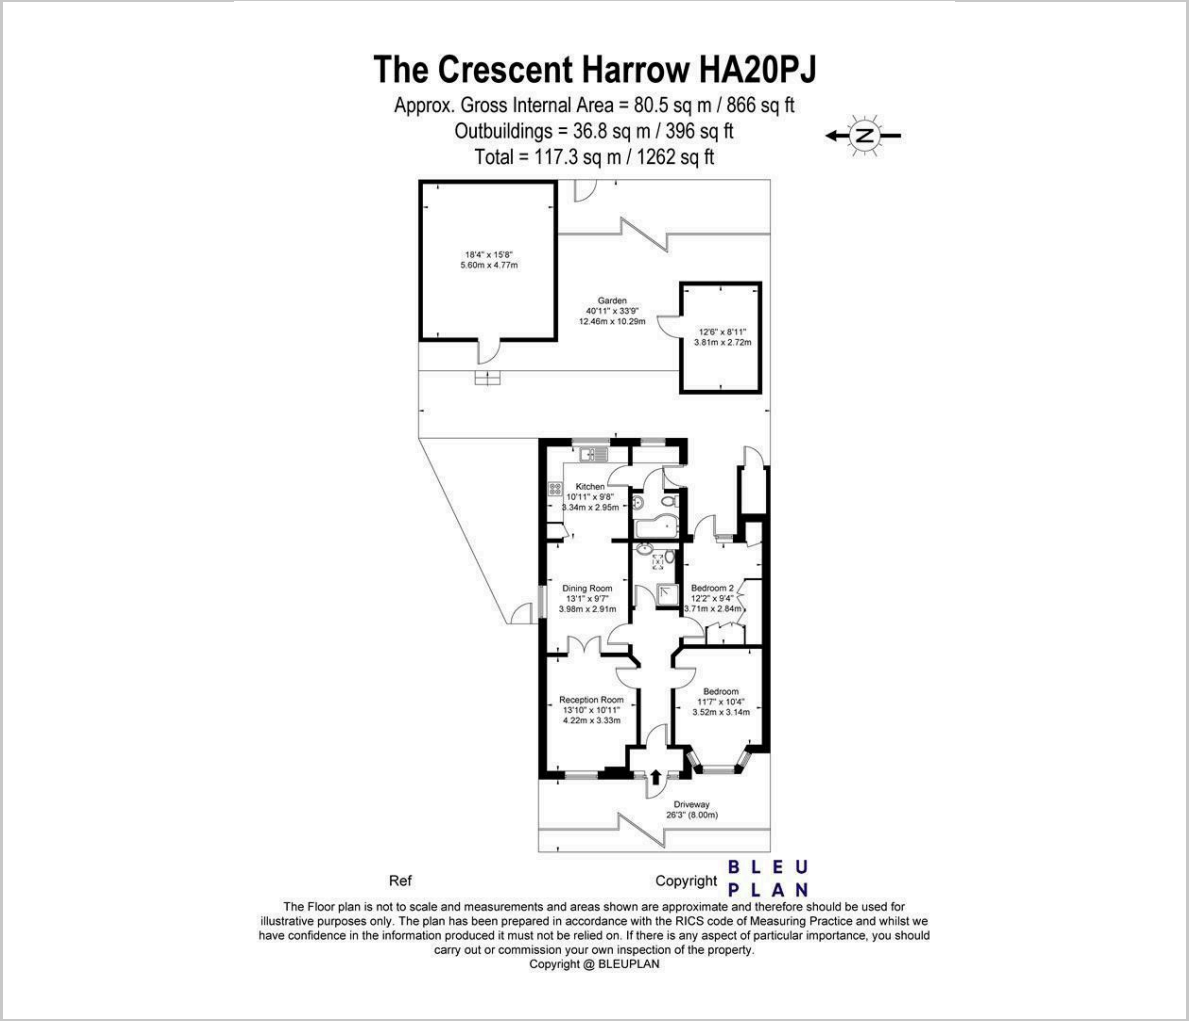 The Crescent Harrow HA20PJ
Approx. Gross Internal Area = 80.5 sq m / 866 sq ft
Outbuildings = 36.8 sq m / 396 sq ft
Total = 117.3 sq m / 1262 sq ft
N
18'4" x 15'8"
5.60m x 4.77m
Garden
40'11" x 33'9"
12.46m x 10.29m
12'6" x 8'11"
3.81m x 2.72m
Kitchen
10'11" x 9'8"
3.34m x 2.95m
Dining Room
13'1" x 9'7"
3.98m x 2.91m
Bedroom 2
12'2" x 9'4"
3.71m x 2.84m
Reception Room
13'10" x 10'11"
4.22m x 3.33m
Bedroom
11'7" x 10'4"
3.52m x 3.14m
Driveway
26'3" (8.00m)
Ref
Copyright
BLEU
PLAN
The Floor plan is not to scale and measurements and areas shown are approximate and therefore should be used for
illustrative purposes only. The plan has been prepared in accordance with the RICS code of Measuring Practice and whilst we
have confidence in the information produced it must not be relied on. If there is any aspect of particular importance, you should
carry out or commission your own inspection of the property.
Copyright @ BLEUPLAN